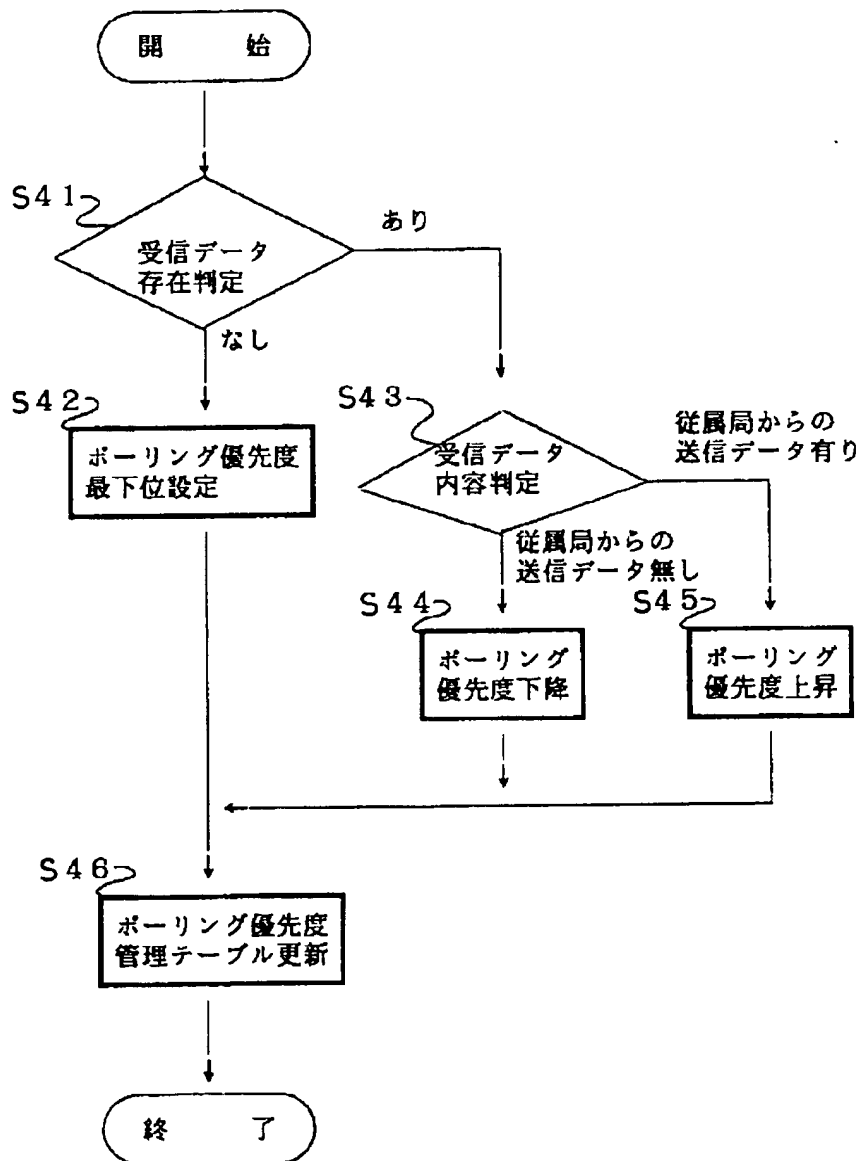 開 始
S41
あり
受信データ
存在判定
なし
S42
ポーリング優先度
最下位設定
S43
受信データ
内容判定
従属局からの
送信データ有り
従属局からの
送信データ無し
S44
ポーリング
優先度下降
S45
ポーリング
優先度上昇
S46
ポーリング優先度
管理テーブル更新
終 了